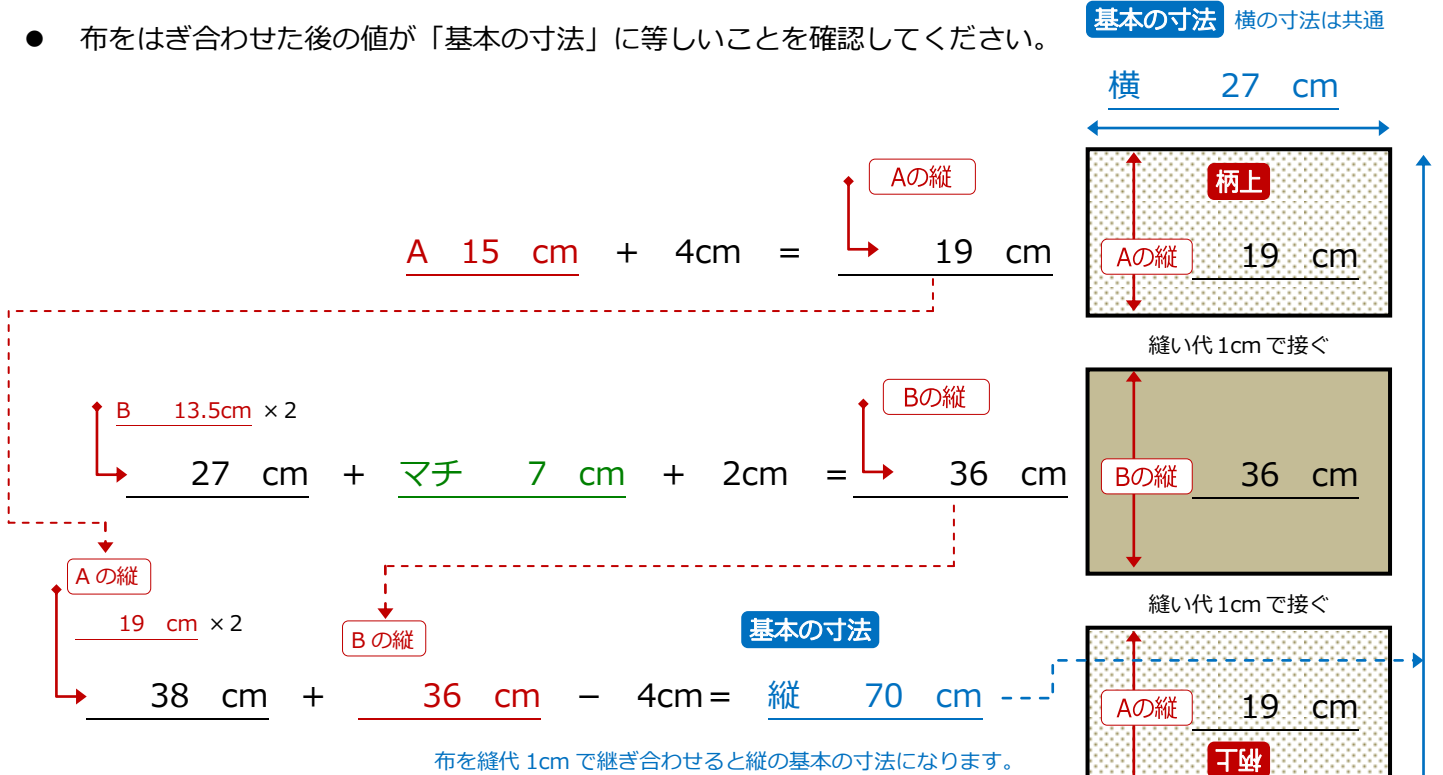 基本の寸法 横の寸法は共通
● 布をはぎ合わせた後の値が「基本の寸法」に等しいことを確認してください。
横 27 cm
Aの縦
柄上
A 15 cm + 4cm = 19 cm
Aの縦 19 cm
縫い代 1cm で接ぐ
Bの縦
B 13.5cm ×2
27 cm + マチ 7 cm + 2cm = 36 cm
Bの縦 36 cm
A の縦
縫い代 1cm で接ぐ
19 cm ×2
B の縦
基本の寸法
38 cm + 36 cm − 4cm= 縦 70 cm
Aの縦 19 cm
柄上
布を縫代 1cm で継ぎ合わせると縦の基本の寸法になります。